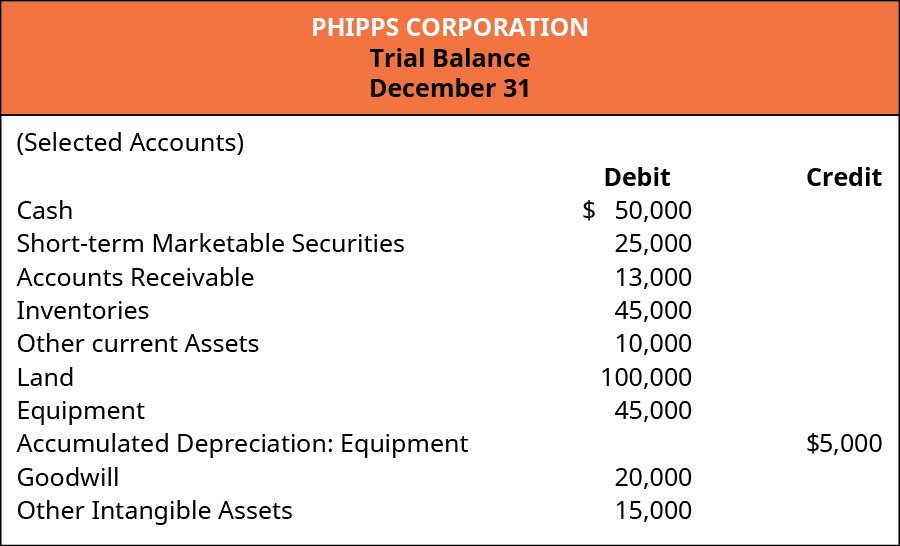 PHIPPS CORPORATION
Trial Balance
December 31
(Selected Accounts)
Debit Credit
Cash $ 50,000
Short-term Marketable Securities 25,000
Accounts Receivable 13,000
Inventories 45,000
Other current Assets 10,000
Land 100,000
Equipment 45,000
Accumulated Depreciation: Equipment $5,000
Goodwill 20,000
Other Intangible Assets 15,000